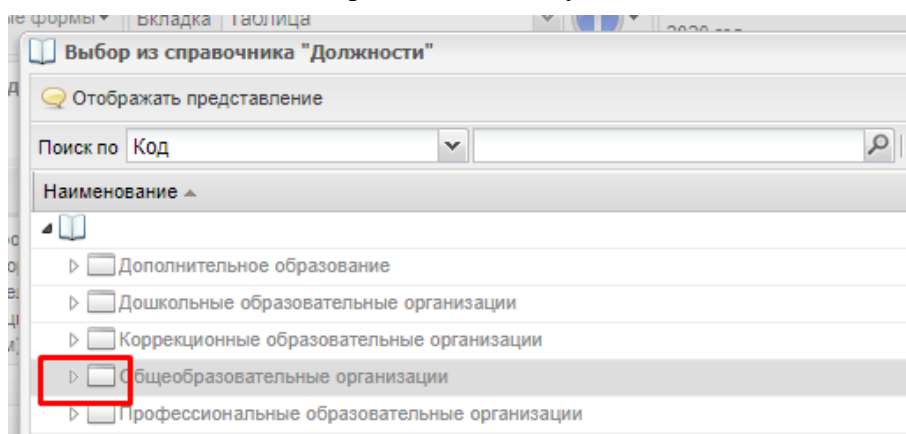 формы Вкладка Таблица
Выбор из справочника "Должности"
Отображать представление
Поиск по Код
Наименование
Дополнительное образование
Дошкольные образовательные организации
Коррекционные образовательные организации
Общеобразовательные организации
Профессиональные образовательные организации